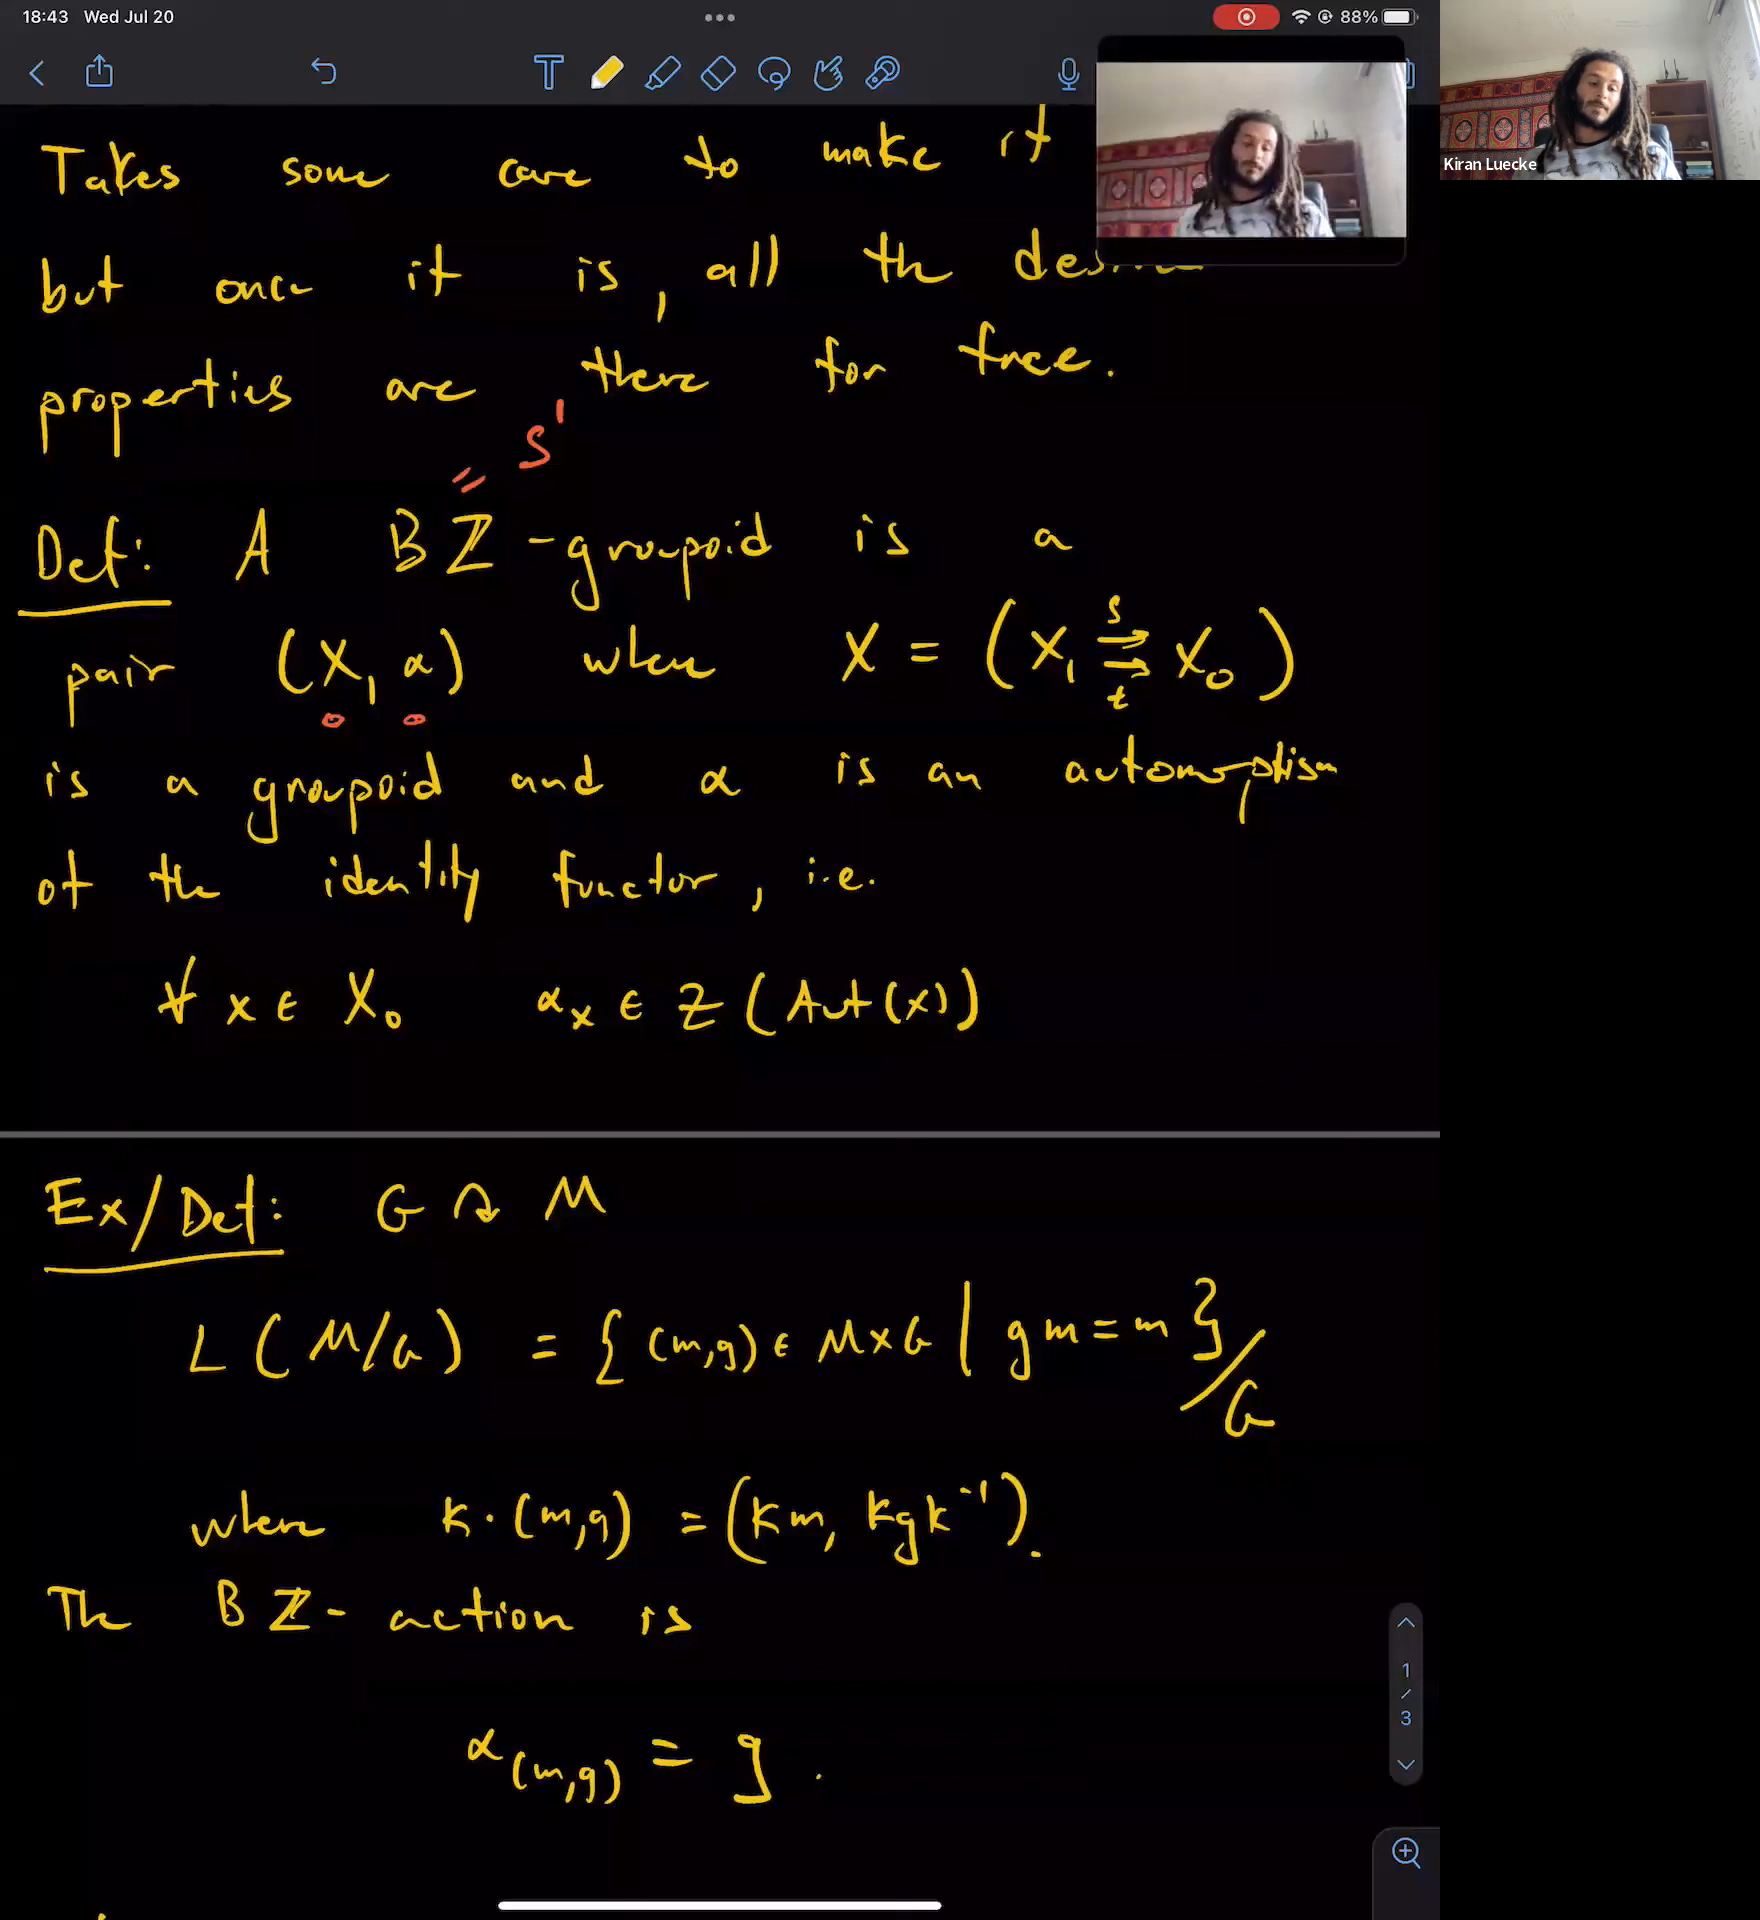 18:43 Wed Jul 20
88%
Kiran Luecke
Takes some care to make it
but once it is, all the
properties are there for free.
= S¹
Def: A Bℤ-groupoid is a
pair (X, α) where X = (X₁ ⇉ X₀)
s
t
is a groupoid and α is an automorphism
of the identity functor, i.e.
∀ x ∈ X₀ αₓ ∈ Z(Aut(x))
Ex/Def: G ↷ M
L(M/G) = {(m,g) ∈ M×G | gm = m}/G
where k·(m,g) = (km, kgk⁻¹).
The Bℤ-action is
α₍m,g₎ = g.
1
/
3